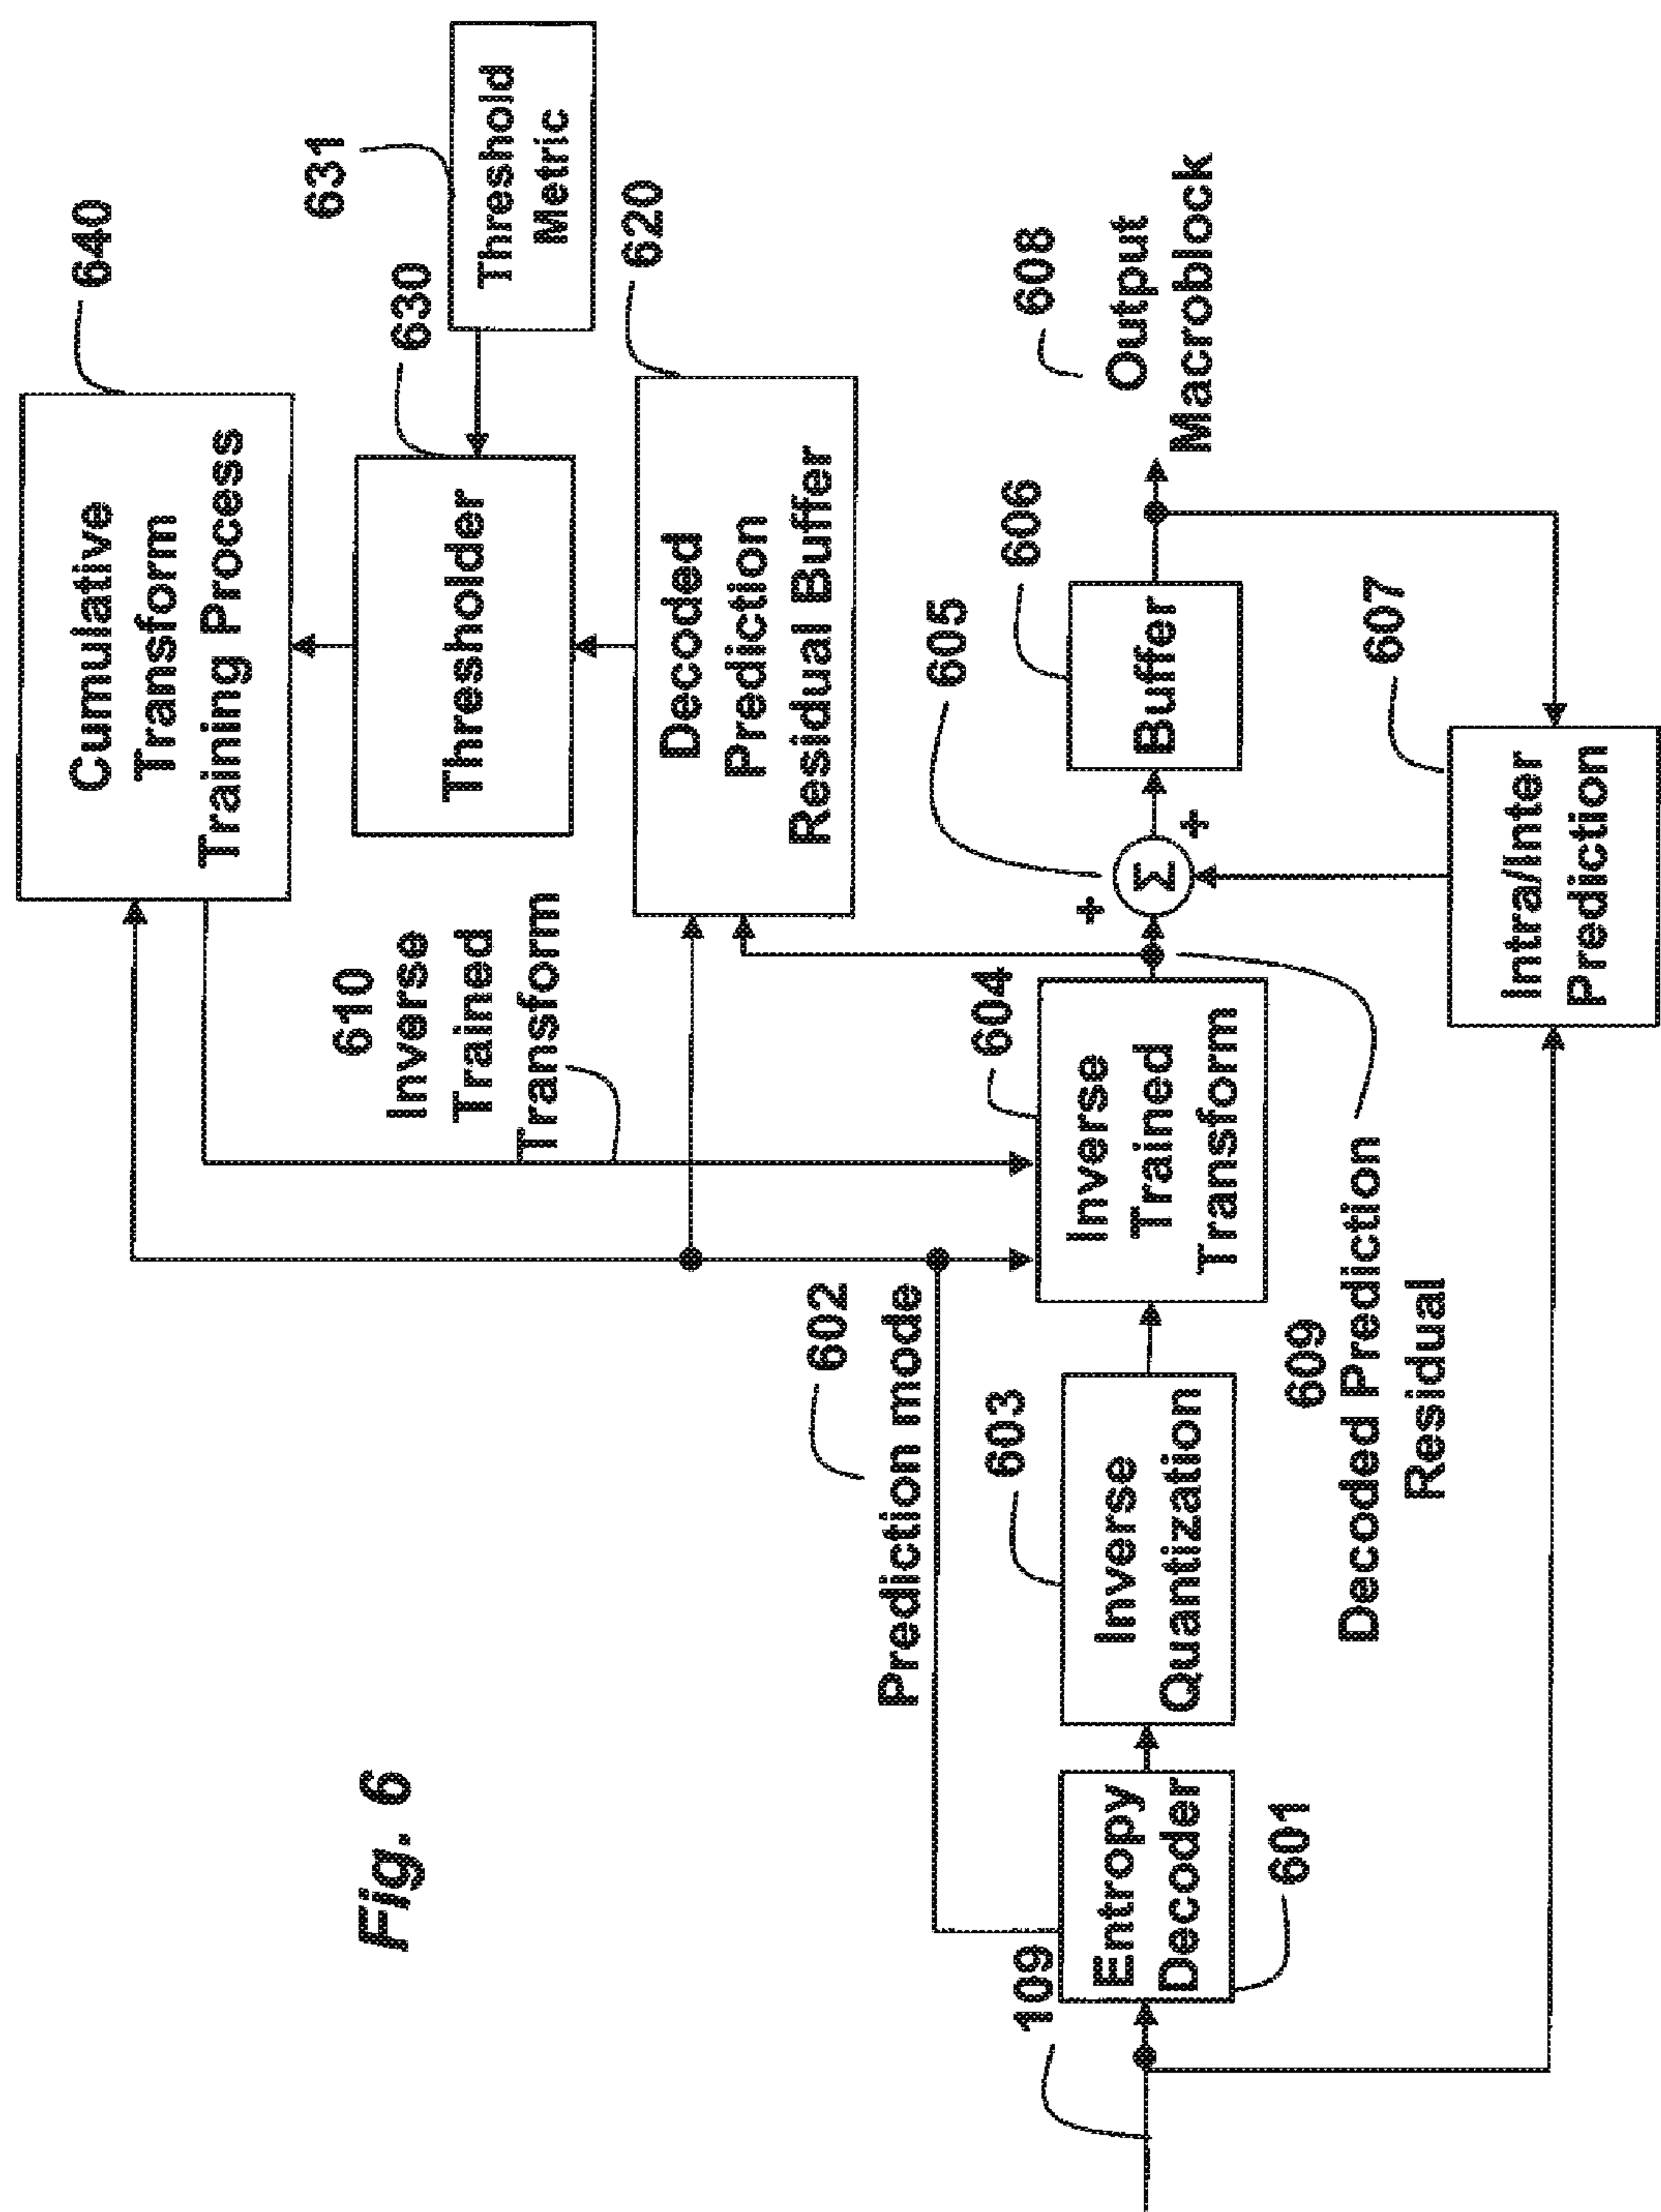 Fig. 6
640
Cumulative
Transform
Training Process
631
Threshold
Metric
630
Thresholder
620
Decoded
Prediction
Residual Buffer
610
Inverse
Trained
Transform
602
Prediction mode
109
Entropy
Decoder
601
603
Inverse
Quantization
604
Inverse
Trained
Transform
609
Decoded Prediction
Residual
605
+
Σ
+
606
Buffer
608
Output
Macroblock
607
Intra/Inter
Prediction